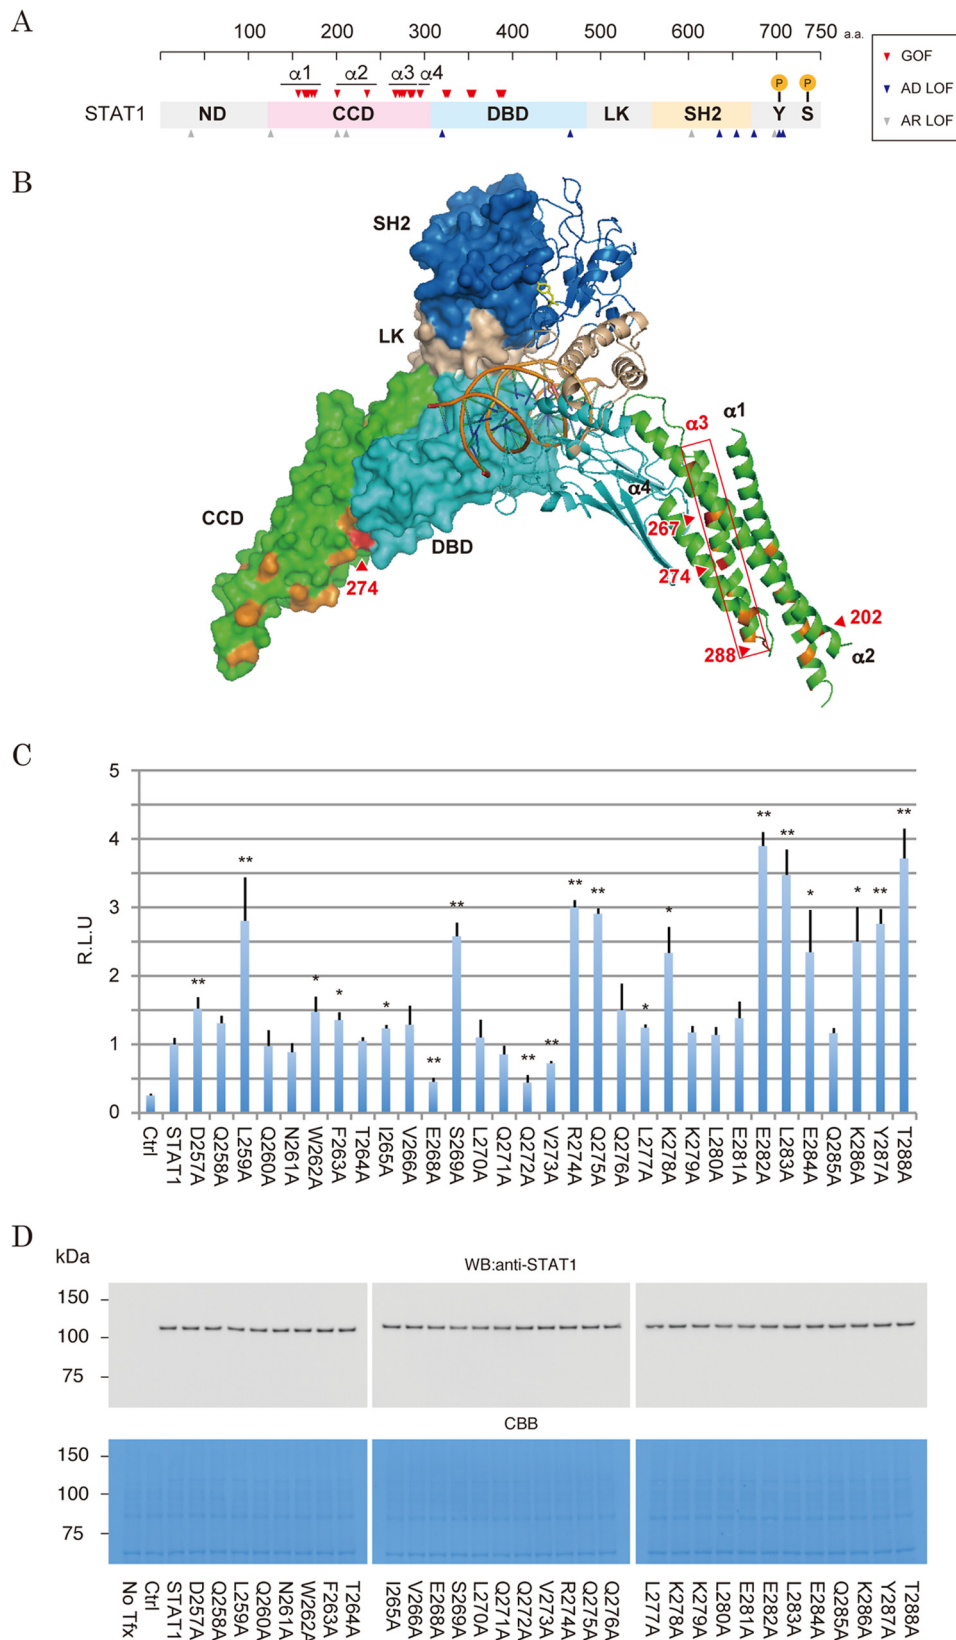 A
100 200 300 400 500 600 700 750 a.a.
α1 α2 α3 α4
P P
STAT1 ND CCD DBD LK SH2 Y S
GOF
AD LOF
AR LOF
B
SH2
LK
CCD
DBD
274
α3 α1
α4
267
274
288
202
α2
C
R.L.U
5
4
3
2
1
0
** ** * * * ** ** ** ** ** ** * * ** ** * * ** **
Ctrl STAT1 D257A Q258A L259A Q260A N261A W262A F263A T264A I265A V266A E268A S269A L270A Q271A Q272A V273A R274A Q275A Q276A L277A K278A K279A L280A E281A E282A L283A E284A Q285A K286A Y287A T288A
D
kDa
WB:anti-STAT1
150
100
75
CBB
150
100
75
No Tfx Ctrl STAT1 D257A Q258A L259A Q260A N261A W262A F263A T264A I265A V266A E268A S269A L270A Q271A Q272A V273A R274A Q275A Q276A L277A K278A K279A L280A E281A E282A L283A E284A Q285A K286A Y287A T288A